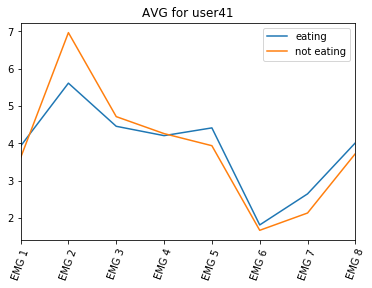 AVG for user41
eating
not eating
7
6
5
4
3
2
EMG 1
EMG 2
EMG 3
EMG 4
EMG 5
EMG 6
EMG 7
EMG 8